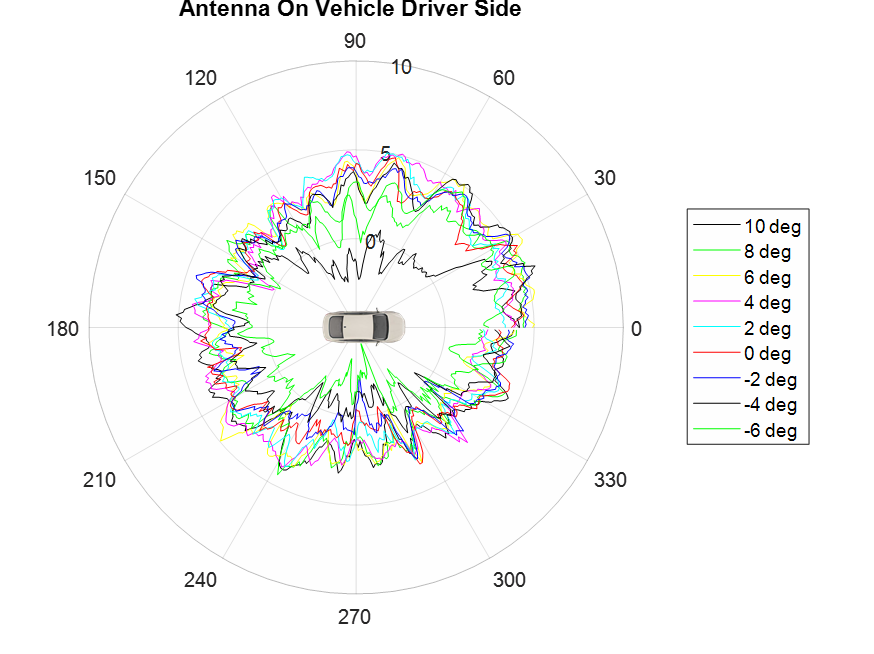 Antenna On Vehicle Driver Side
90
120
10
60
150
5
30
0
180
0
210
330
240
300
270
10 deg
8 deg
6 deg
4 deg
2 deg
0 deg
-2 deg
-4 deg
-6 deg